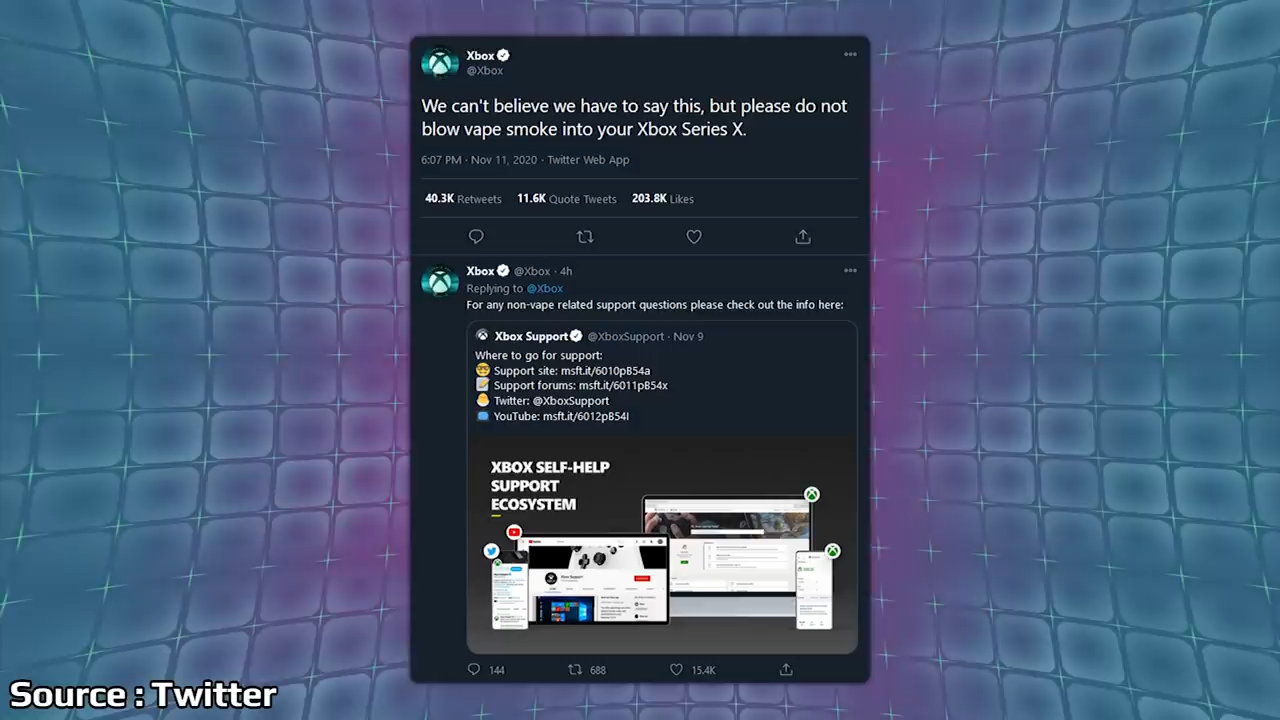 Xbox
@Xbox
We can't believe we have to say this, but please do not
blow vape smoke into your Xbox Series X.
6:07 PM · Nov 11, 2020 · Twitter Web App
40.3K Retweets 11.6K Quote Tweets 203.8K Likes
Xbox @Xbox · 4h
Replying to @Xbox
For any non-vape related support questions please check out the info here:
Xbox Support @XboxSupport · Nov 9
Where to go for support:
Support site: msft.it/6010pB54a
Support forums: msft.it/6011pB54x
Twitter: @XboxSupport
YouTube: msft.it/6012pB54I
XBOX SELF-HELP
SUPPORT
ECOSYSTEM
Xbox Support
144 688 15.4K
Source : Twitter